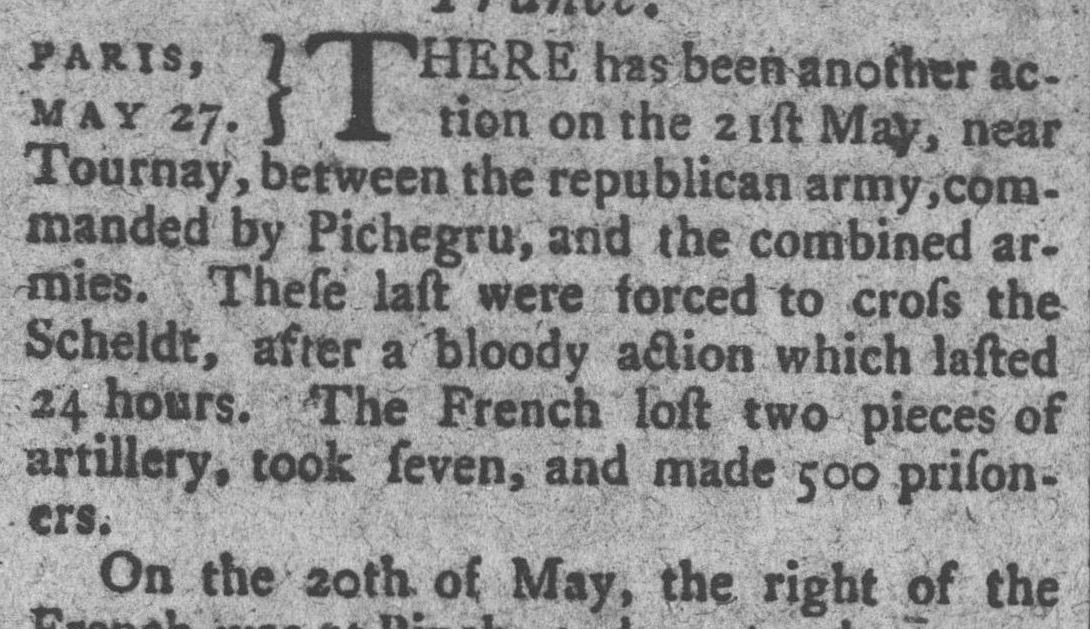 France.
PARIS, } THERE has been another ac-
MAY 27. } tion on the 21ſt May, near
Tournay, between the republican army, com-
manded by Pichegru, and the combined ar-
mies. Theſe laſt were forced to croſs the
Scheldt, after a bloody action which laſted
24 hours. The French loſt two pieces of
artillery, took ſeven, and made 500 priſon-
ers.
On the 20th of May, the right of the
French was at